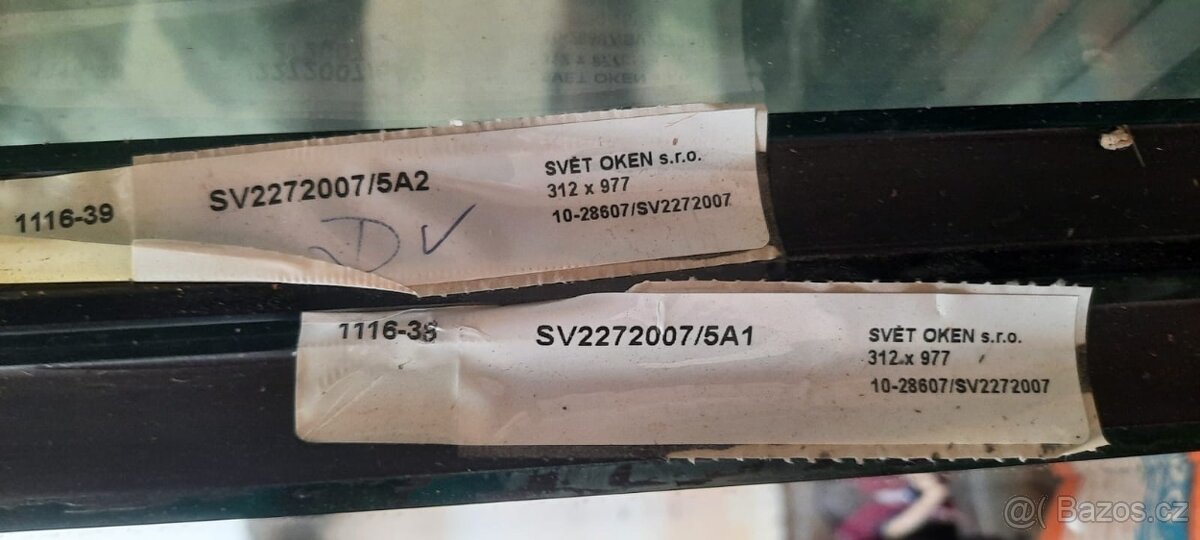 1116-39
SV2272007/5A2
SVĚT OKEN s.r.o.
312 x 977
10-28607/SV2272007
DV
1116-38
SV2272007/5A1
SVĚT OKEN s.r.o.
312 x 977
10-28607/SV2272007
@( Bazos.cz